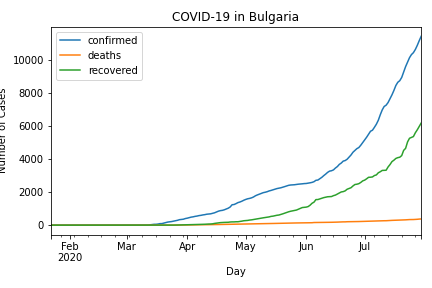 COVID-19 in Bulgaria
confirmed
deaths
recovered
10000
8000
6000
4000
2000
0
Number of Cases
Feb
2020
Mar
Apr
May
Jun
Jul
Day